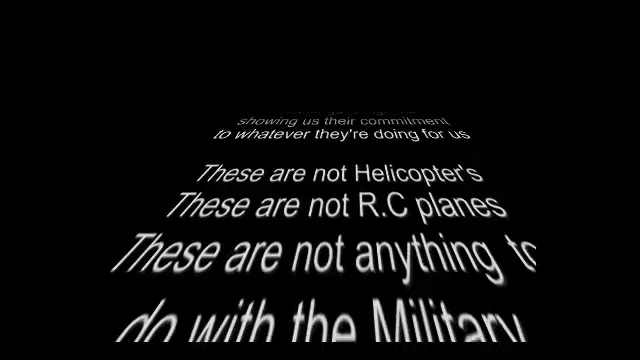 showing us their commitment
to whatever they're doing for us
These are not Helicopter's
These are not R.C planes
These are not anything to
do with the Military